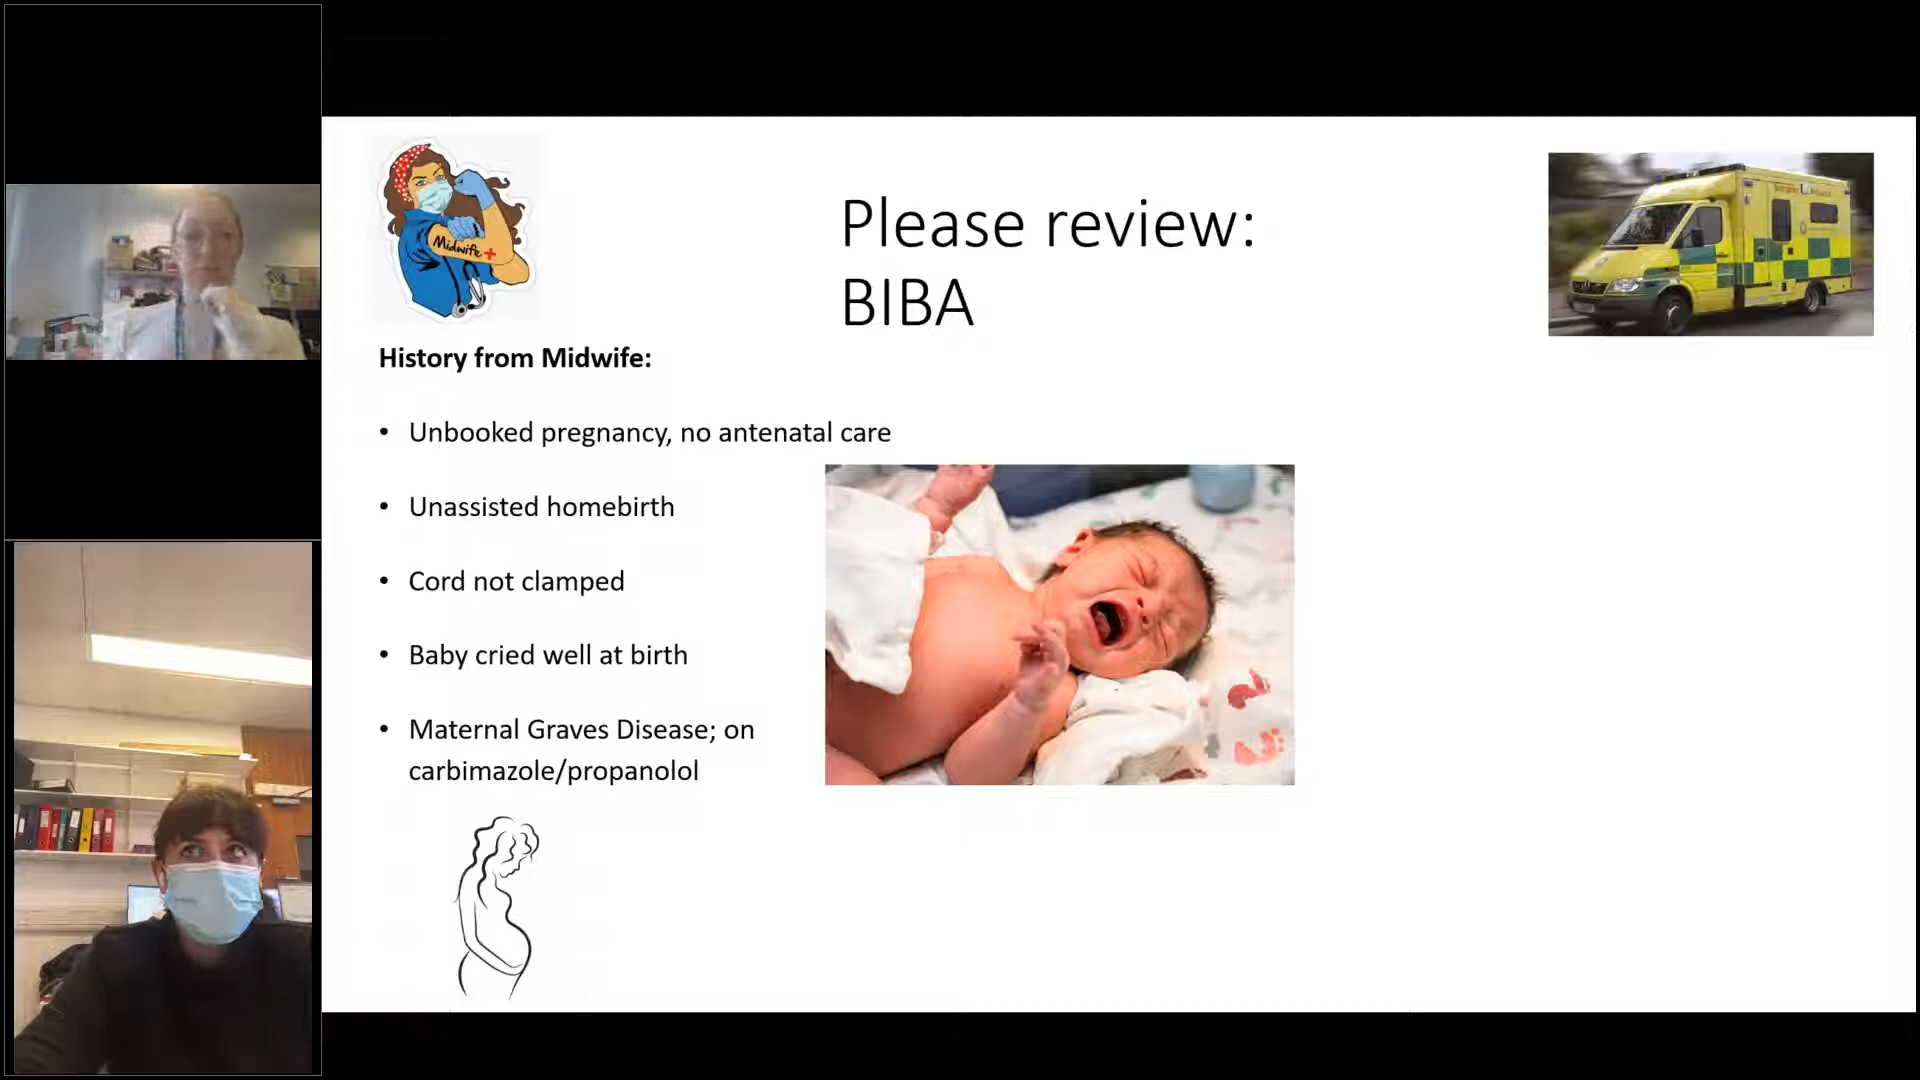 Midwife
Please review:
BIBA
History from Midwife:
• Unbooked pregnancy, no antenatal care
• Unassisted homebirth
• Cord not clamped
• Baby cried well at birth
• Maternal Graves Disease; on
carbimazole/propanolol